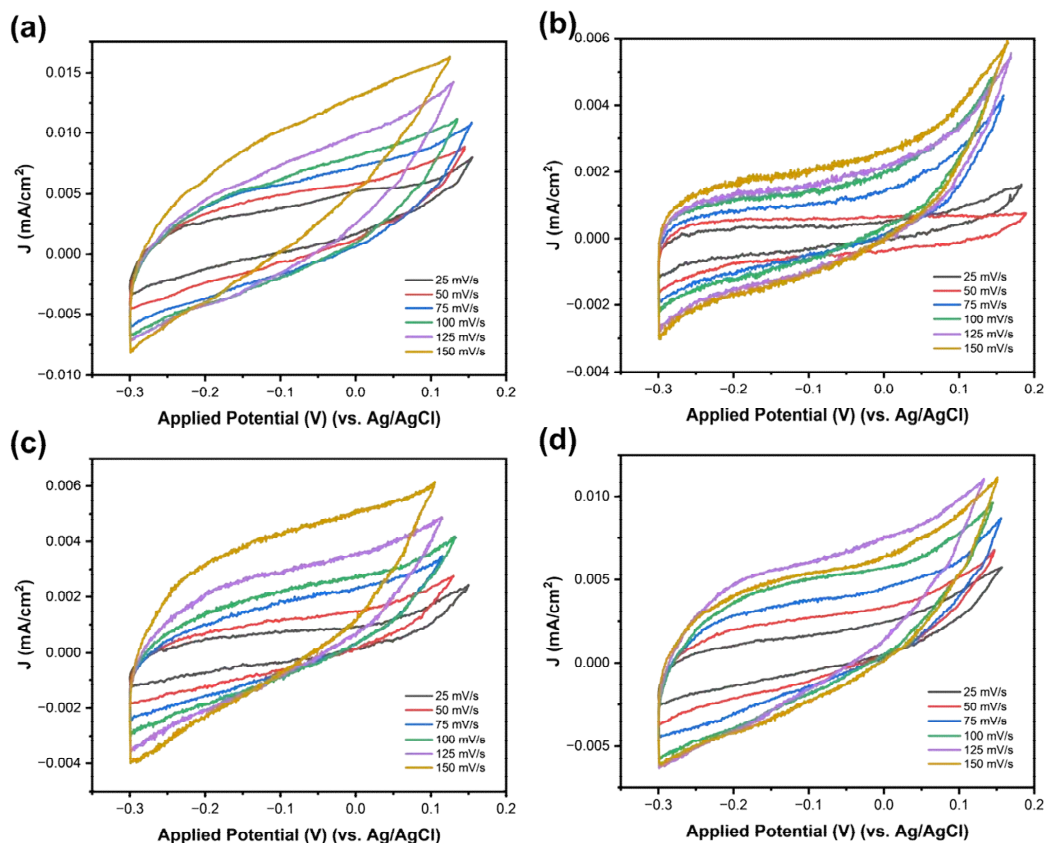 (a)
J (mA/cm²)
0.015
0.010
0.005
0.000
−0.005
−0.010
−0.3
−0.2
−0.1
0.0
0.1
0.2
25 mV/s
50 mV/s
75 mV/s
100 mV/s
125 mV/s
150 mV/s
Applied Potential (V) (vs. Ag/AgCl)
(b)
J (mA/cm²)
0.006
0.004
0.002
0.000
−0.002
−0.004
−0.3
−0.2
−0.1
0.0
0.1
0.2
25 mV/s
50 mV/s
75 mV/s
100 mV/s
125 mV/s
150 mV/s
Applied Potential (V) (vs. Ag/AgCl)
(c)
J (mA/cm²)
0.006
0.004
0.002
0.000
−0.002
−0.004
−0.3
−0.2
−0.1
0.0
0.1
0.2
25 mV/s
50 mV/s
75 mV/s
100 mV/s
125 mV/s
150 mV/s
Applied Potential (V) (vs. Ag/AgCl)
(d)
J (mA/cm²)
0.010
0.005
0.000
−0.005
−0.3
−0.2
−0.1
0.0
0.1
0.2
25 mV/s
50 mV/s
75 mV/s
100 mV/s
125 mV/s
150 mV/s
Applied Potential (V) (vs. Ag/AgCl)